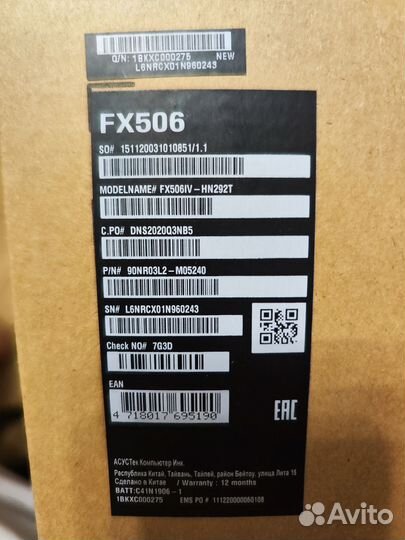 Q/N: 1BKXC000275 NEW
L6NRCX01N960243
FX506
SO# 151120031010851/1.1
MODELNAME# FX506IV-HN292T
C.PO# DNS2020Q3NB5
P/N# 90NR03L2-M05240
SN# L6NRCX01N960243
Check NO# 7G3D
EAN
4 718017 695190
EAC
АСУСТек Компьютер Инк.
Республика Китай, Тайвань, Тайпей, район Бейтоу, улица Лита 15
Сделано в Китае / Warranty : 12 months
BATT:C41N1906-1
1BKXC000275 EMS PO # 111220000060108
Avito